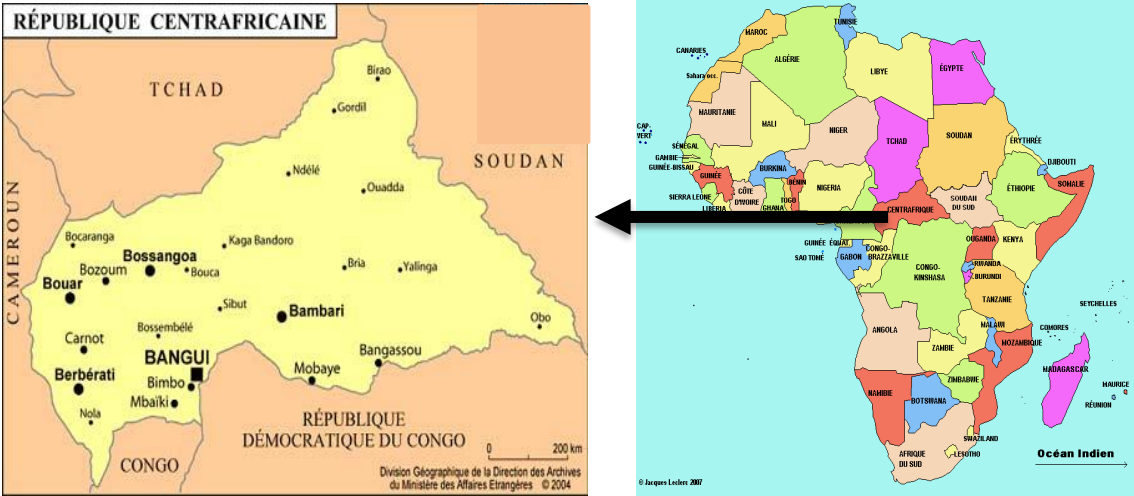 RÉPUBLIQUE CENTRAFRICAINE
TCHAD
Birao
Gordil
SOUDAN
Ndélé
Ouadda
CAMEROUN
Bocaranga
Kaga Bandoro
Bossangoa
Bozoum
Bouca
Bria
Yalinga
Bouar
Sibut
Bambari
Obo
Bossembélé
Carnot
BANGUI
Bangassou
Mobaye
Berbérati
Bimbo
Mbaïki
Nola
RÉPUBLIQUE
DÉMOCRATIQUE DU CONGO
CONGO
0 200 km
Division Géographique de la Direction des Archives
du Ministère des Affaires Etrangères © 2004
TUNISIE
MAROC
CANARIES
ALGÉRIE
LIBYE
ÉGYPTE
Sahara occ.
MAURITANIE
MALI
NIGER
TCHAD
SOUDAN
ÉRYTHRÉE
CAP-
VERT
SÉNÉGAL
GAMBIE
GUINÉE-BISSAU
GUINÉE
BURKINA
BÉNIN
NIGERIA
DJIBOUTI
ÉTHIOPIE
SOMALIE
SIERRA LEONE
CÔTE
D'IVOIRE
LIBERIA
GHANA
TOGO
CENTRAFRIQUE
SOUDAN
DU SUD
GUINÉE ÉQUAT.
SAO TOMÉ
GABON
CONGO-
BRAZZAVILLE
CONGO-
KINSHASA
OUGANDA
KENYA
RWANDA
BURUNDI
TANZANIE
SEYCHELLES
ANGOLA
ZAMBIE
MALAWI
COMORES
MOZAMBIQUE
MADAGASCAR
ZIMBABWE
NAMIBIE
BOTSWANA
MAURICE
RÉUNION
SWAZILAND
LESOTHO
AFRIQUE
DU SUD
Océan Indien
© Jacques Leclerc 2007